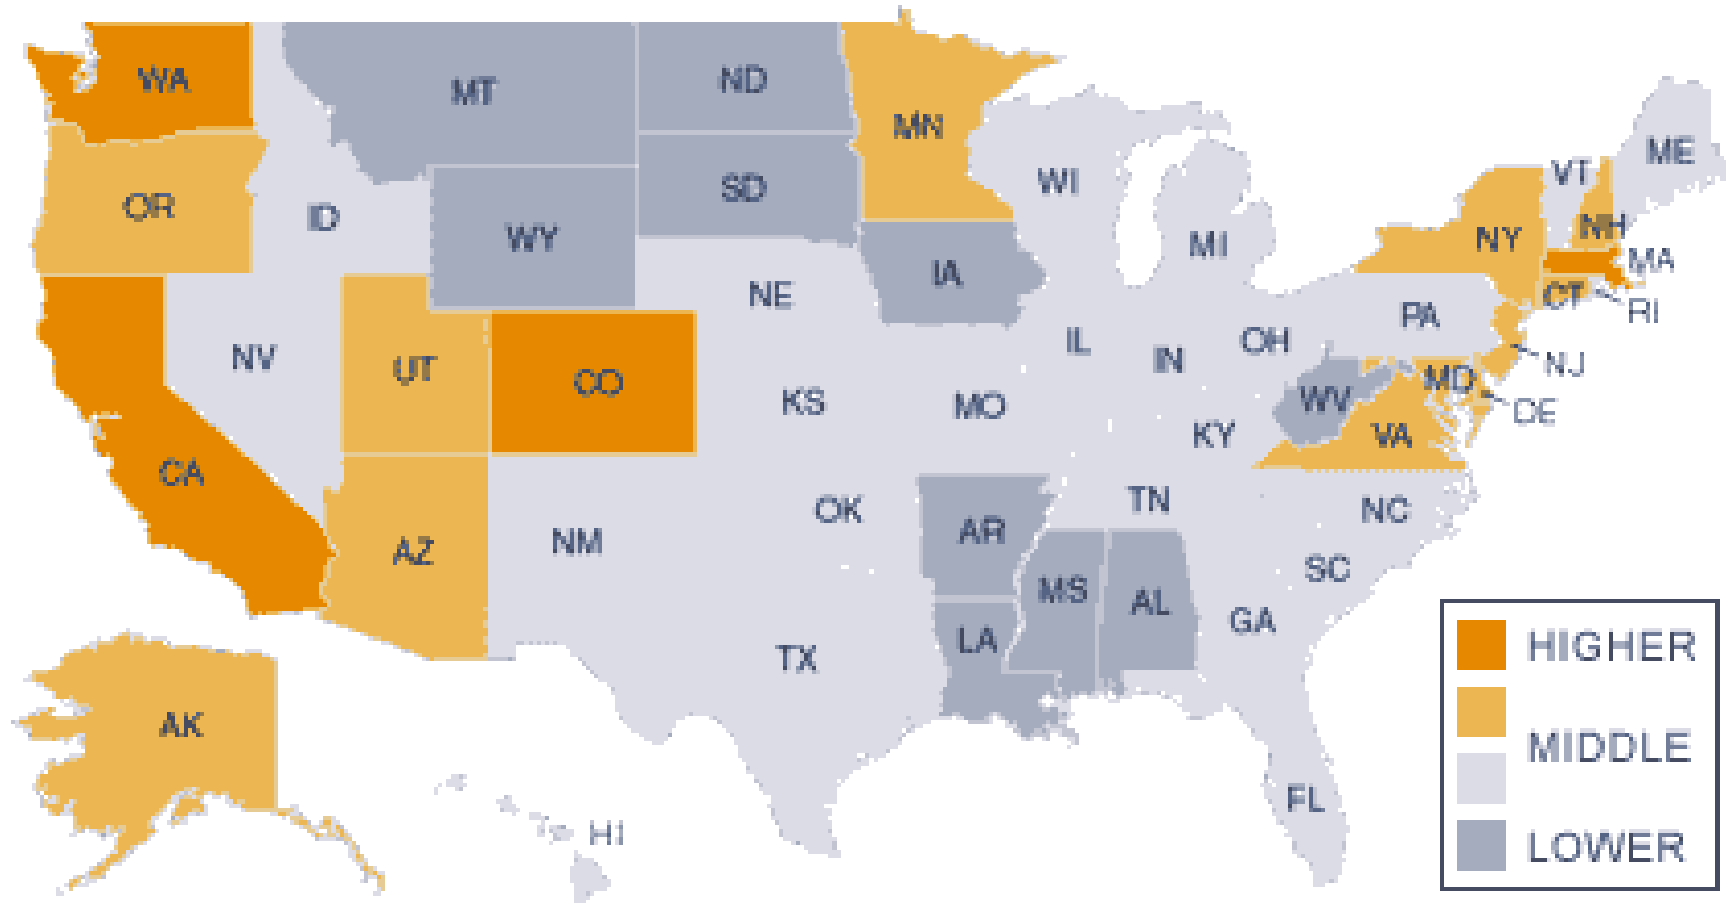 WA
MT
ND
MN
ME
VT
WI
SD
OR
ID
NH
WY
NY
MI
MA
IA
NE
CT
RI
PA
IL
OH
NV
IN
NJ
UT
CO
MD
KS
MO
WV
DE
KY
VA
CA
TN
OK
NC
AR
NM
AZ
SC
MS
AL
GA
LA
HIGHER
TX
AK
MIDDLE
FL
HI
LOWER